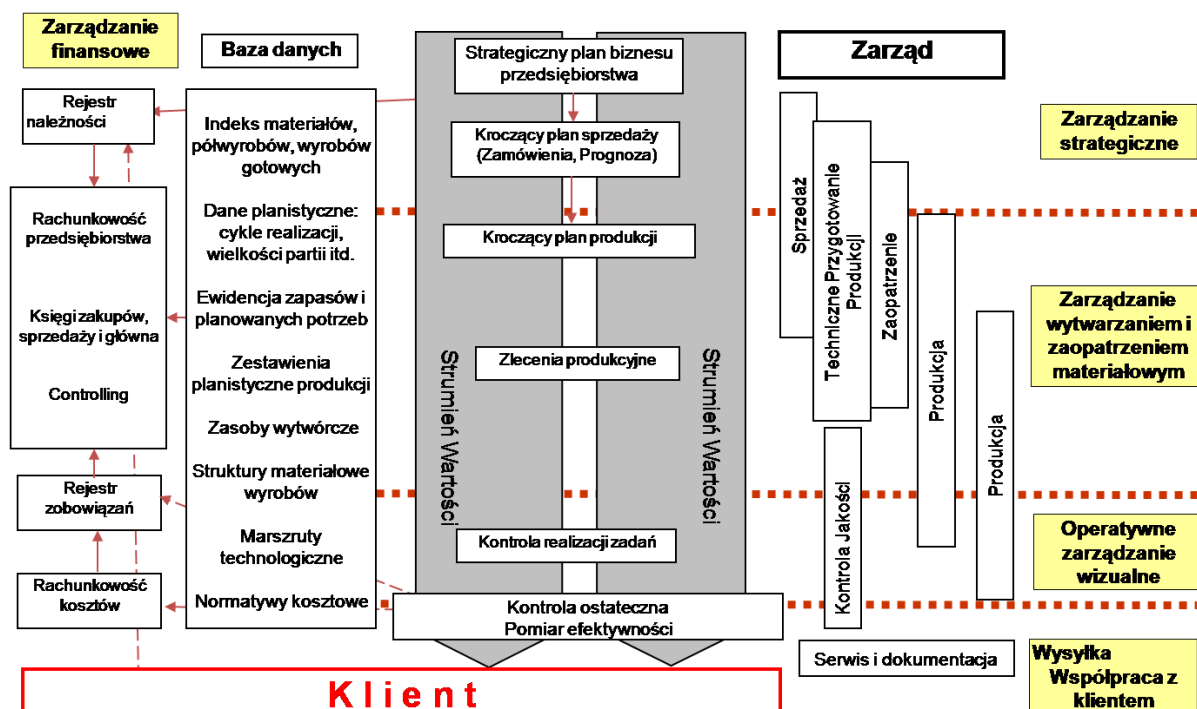 Zarządzanie
finansowe
Baza danych
Rejestr
należności
Rachunkowość
przedsiębiorstwa
Księgi zakupów,
sprzedaży i główna
Controlling
Rejestr
zobowiązań
Rachunkowość
kosztów
Indeks materiałów,
półwyrobów, wyrobów
gotowych
Dane planistyczne:
cykle realizacji,
wielkości partii itd.
Ewidencja zapasów i
planowanych potrzeb
Zestawienia
planistyczne produkcji
Zasoby wytwórcze
Struktury materiałowe
wyrobów
Marszruty
technologiczne
Normatywy kosztowe
Strategiczny plan biznesu
przedsiębiorstwa
Kroczący plan sprzedaży
(Zamówienia, Prognoza)
Kroczący plan produkcji
Zlecenia produkcyjne
Strumień Wartości
Strumień Wartości
Kontrola realizacji zadań
Kontrola ostateczna
Pomiar efektywności
Zarząd
Sprzedaż
Techniczne Przygotowanie
Produkcji
Zaopatrzenie
Produkcja
Produkcja
Kontrola Jakości
Serwis i dokumentacja
Zarządzanie
strategiczne
Zarządzanie
wytwarzaniem i
zaopatrzeniem
materiałowym
Operatywne
zarządzanie
wizualne
Wysyłka
Współpraca z
klientem
Klient